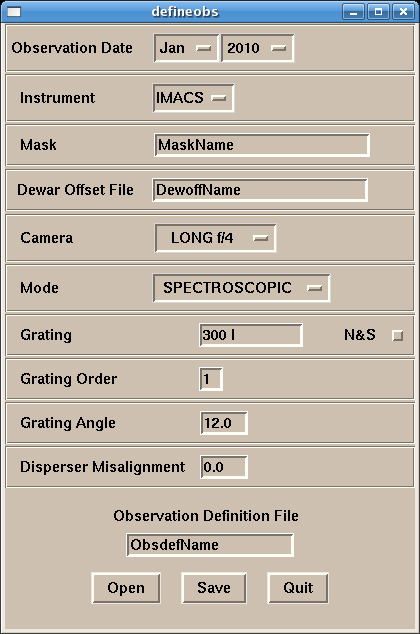 defineobs
Observation Date Jan 2010
Instrument IMACS
Mask MaskName
Dewar Offset File DewoffName
Camera LONG f/4
Mode SPECTROSCOPIC
Grating 300 l N&S
Grating Order 1
Grating Angle 12.0
Disperser Misalignment 0.0
Observation Definition File
ObsdefName
Open Save Quit